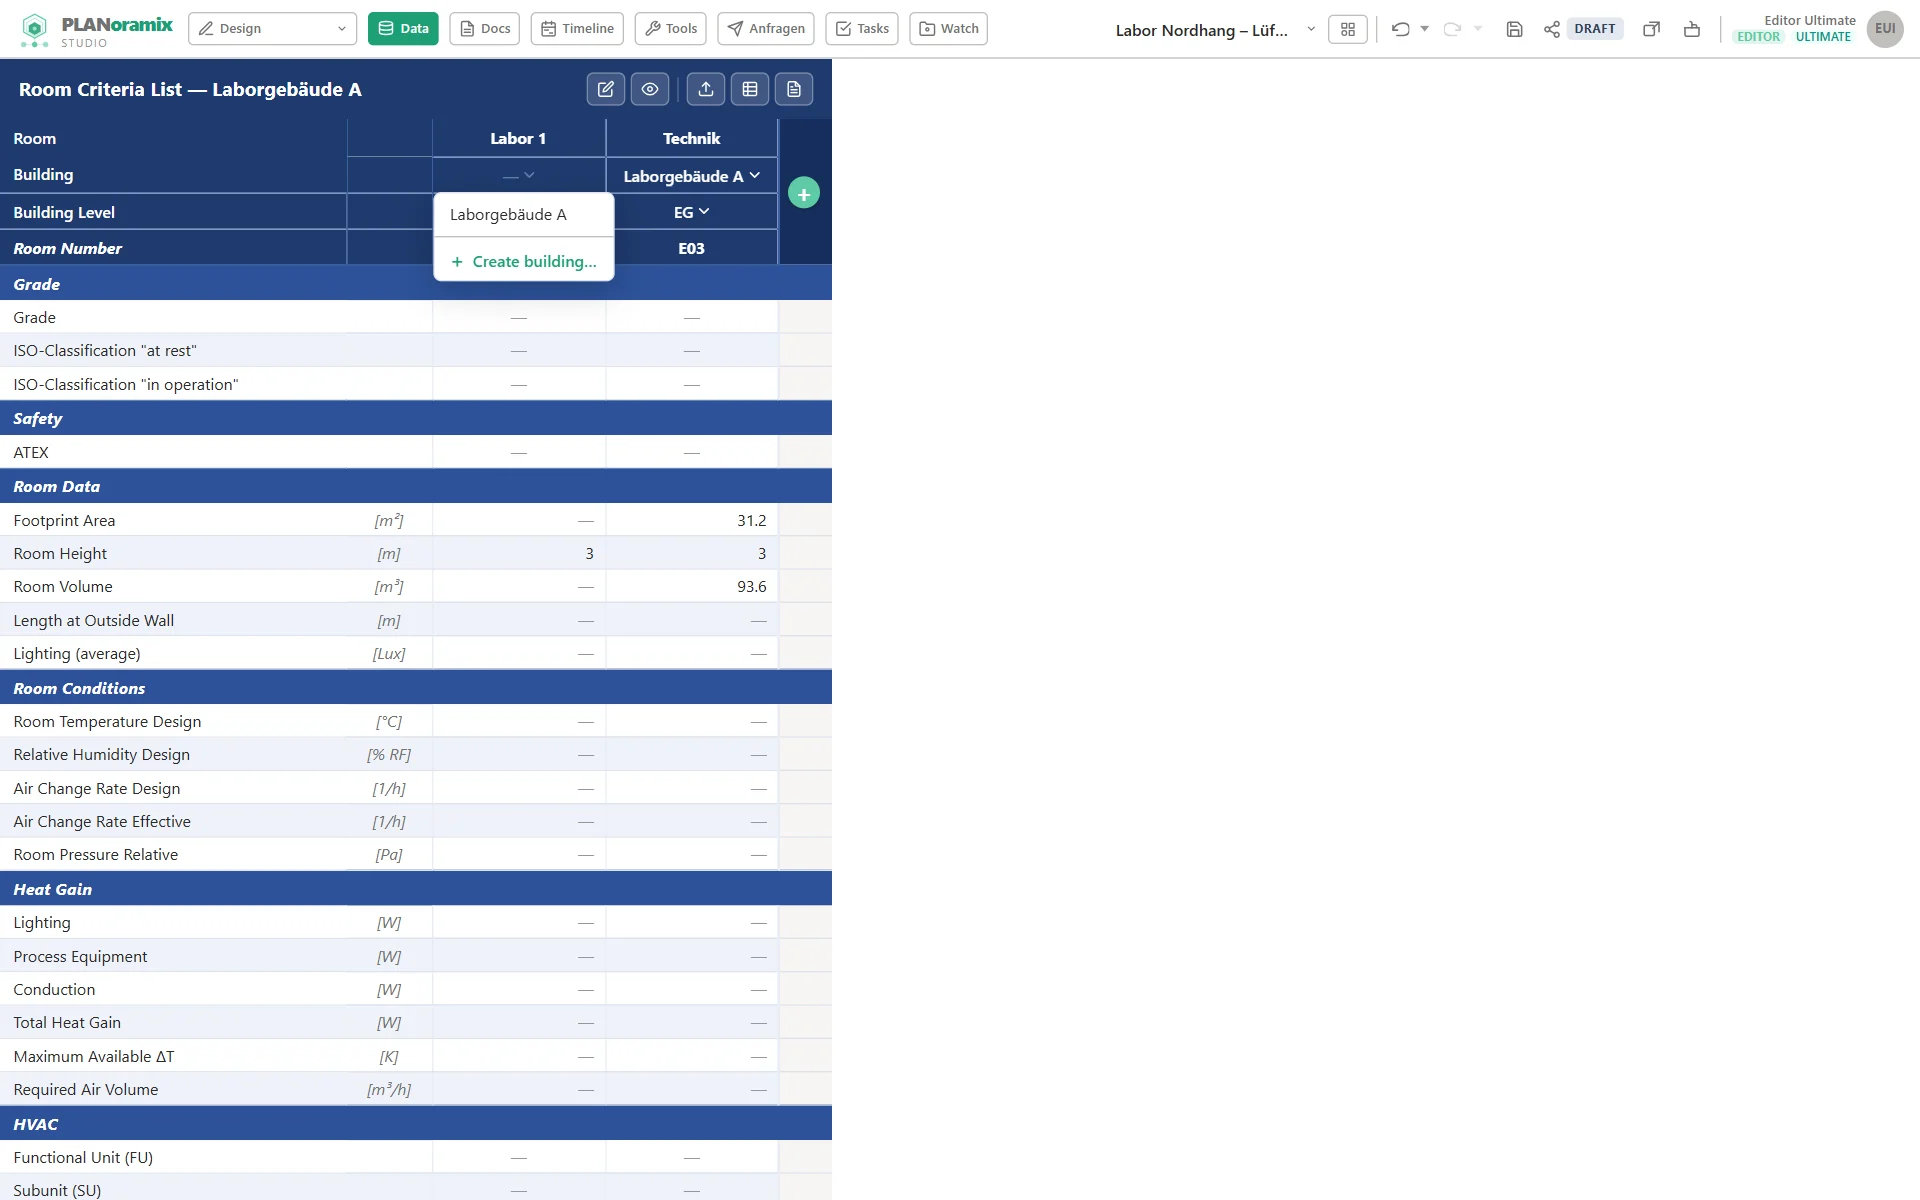 PLANoramix
STUDIO
Design
Data
Docs
Timeline
Tools
Anfragen
Tasks
Watch
Labor Nordhang – Lüf...
DRAFT
Editor Ultimate
EDITOR ULTIMATE
EUI
Room Criteria List — Laborgebäude A
Room Labor 1 Technik
Building — Laborgebäude A
Building Level EG
Room Number E03
Laborgebäude A
+ Create building...
+
Grade
Grade — —
ISO-Classification "at rest" — —
ISO-Classification "in operation" — —
Safety
ATEX — —
Room Data
Footprint Area [m²] — 31.2
Room Height [m] 3 3
Room Volume [m³] — 93.6
Length at Outside Wall [m] — —
Lighting (average) [Lux] — —
Room Conditions
Room Temperature Design [°C] — —
Relative Humidity Design [% RF] — —
Air Change Rate Design [1/h] — —
Air Change Rate Effective [1/h] — —
Room Pressure Relative [Pa] — —
Heat Gain
Lighting [W] — —
Process Equipment [W] — —
Conduction [W] — —
Total Heat Gain [W] — —
Maximum Available ΔT [K] — —
Required Air Volume [m³/h] — —
HVAC
Functional Unit (FU) — —
Subunit (SU) — —